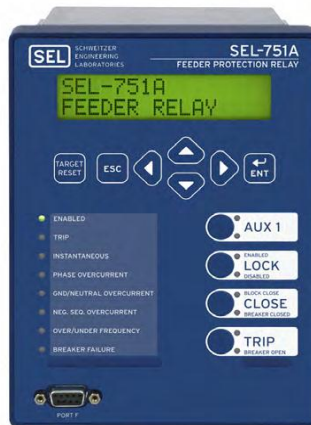 SEL
SCHWEITZER
ENGINEERING
LABORATORIES
SEL-751A
FEEDER PROTECTION RELAY
SEL-751A
FEEDER RELAY
TARGET
RESET
ESC
ENT
ENABLED
TRIP
INSTANTANEOUS
PHASE OVERCURRENT
GND/NEUTRAL OVERCURRENT
NEG. SEQ. OVERCURRENT
OVER/UNDER FREQUENCY
BREAKER FAILURE
AUX 1
ENABLED
LOCK
DISABLED
BLOCK CLOSE
CLOSE
BREAKER CLOSED
TRIP
BREAKER OPEN
PORT F